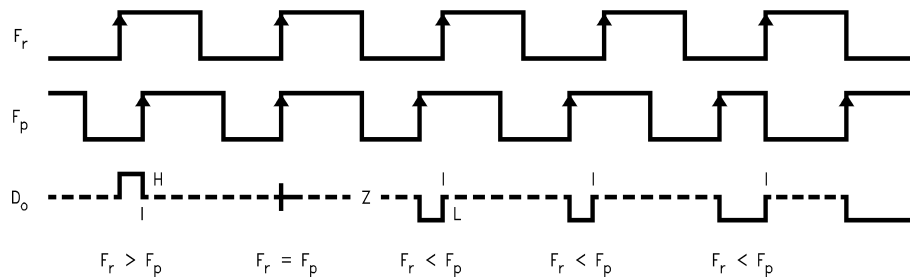 Fr
Fp
Do
H
I
Z
I
L
I
I
Fr > Fp
Fr = Fp
Fr < Fp
Fr < Fp
Fr < Fp